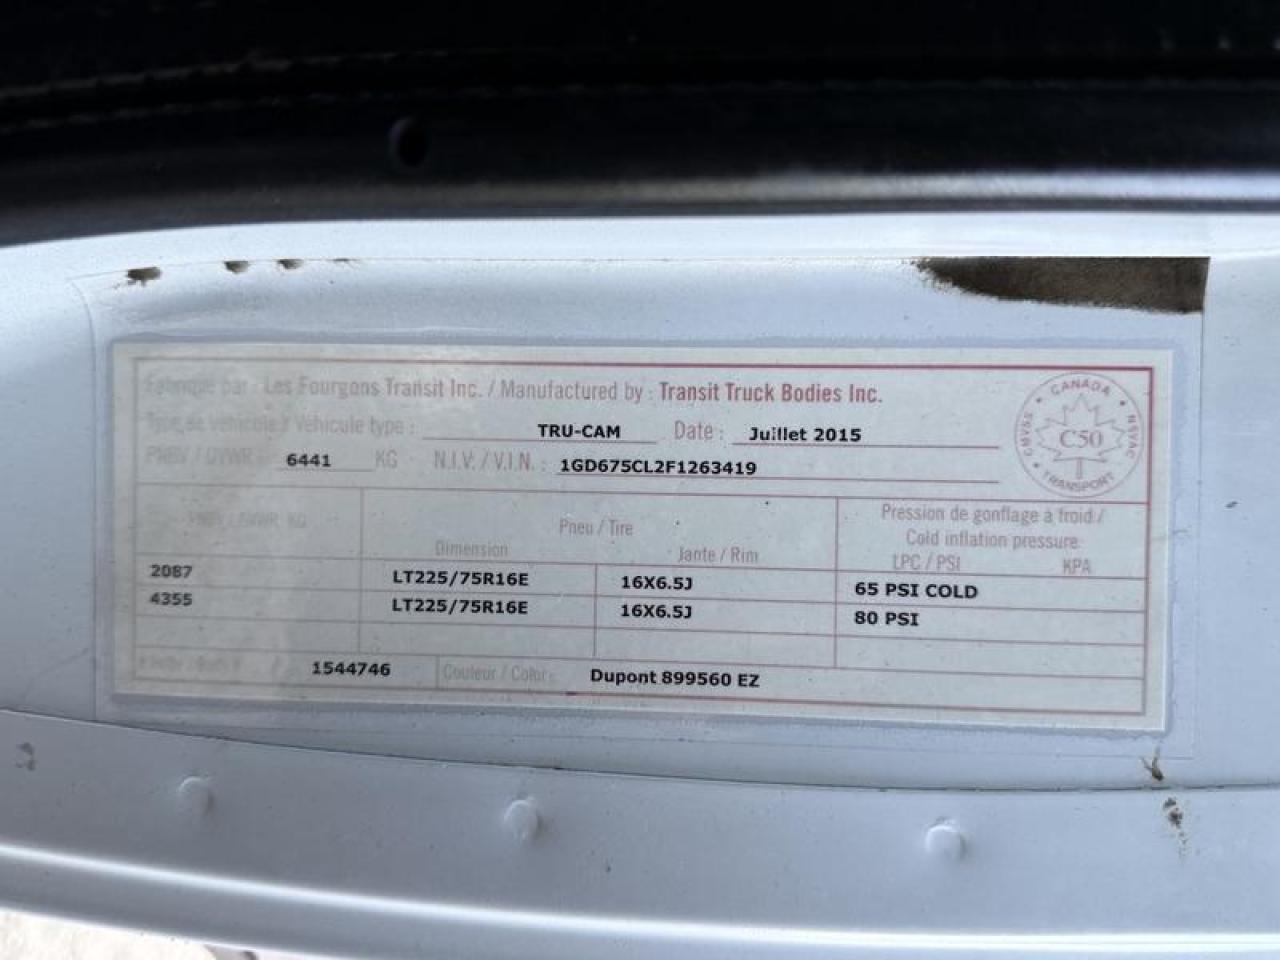 Fabriqué par : Les Fourgons Transit Inc. / Manufactured by : Transit Truck Bodies Inc.
Type de véhicule / Vehicule type : TRU-CAM Date : Juillet 2015
PNBV / GVWR : 6441 KG N.I.V. / V.I.N. : 1GD675CL2F1263419
CANADA
CMVSS
NSVAC
C50
TRANSPORT
KG Pneu / Tire Pression de gonflage à froid /
Cold inflation pressure
Dimension Jante / Rim LPC / PSI KPA
2087 LT225/75R16E 16X6.5J 65 PSI COLD
4355 LT225/75R16E 16X6.5J 80 PSI
1544746 Couleur / Color : Dupont 899560 EZ